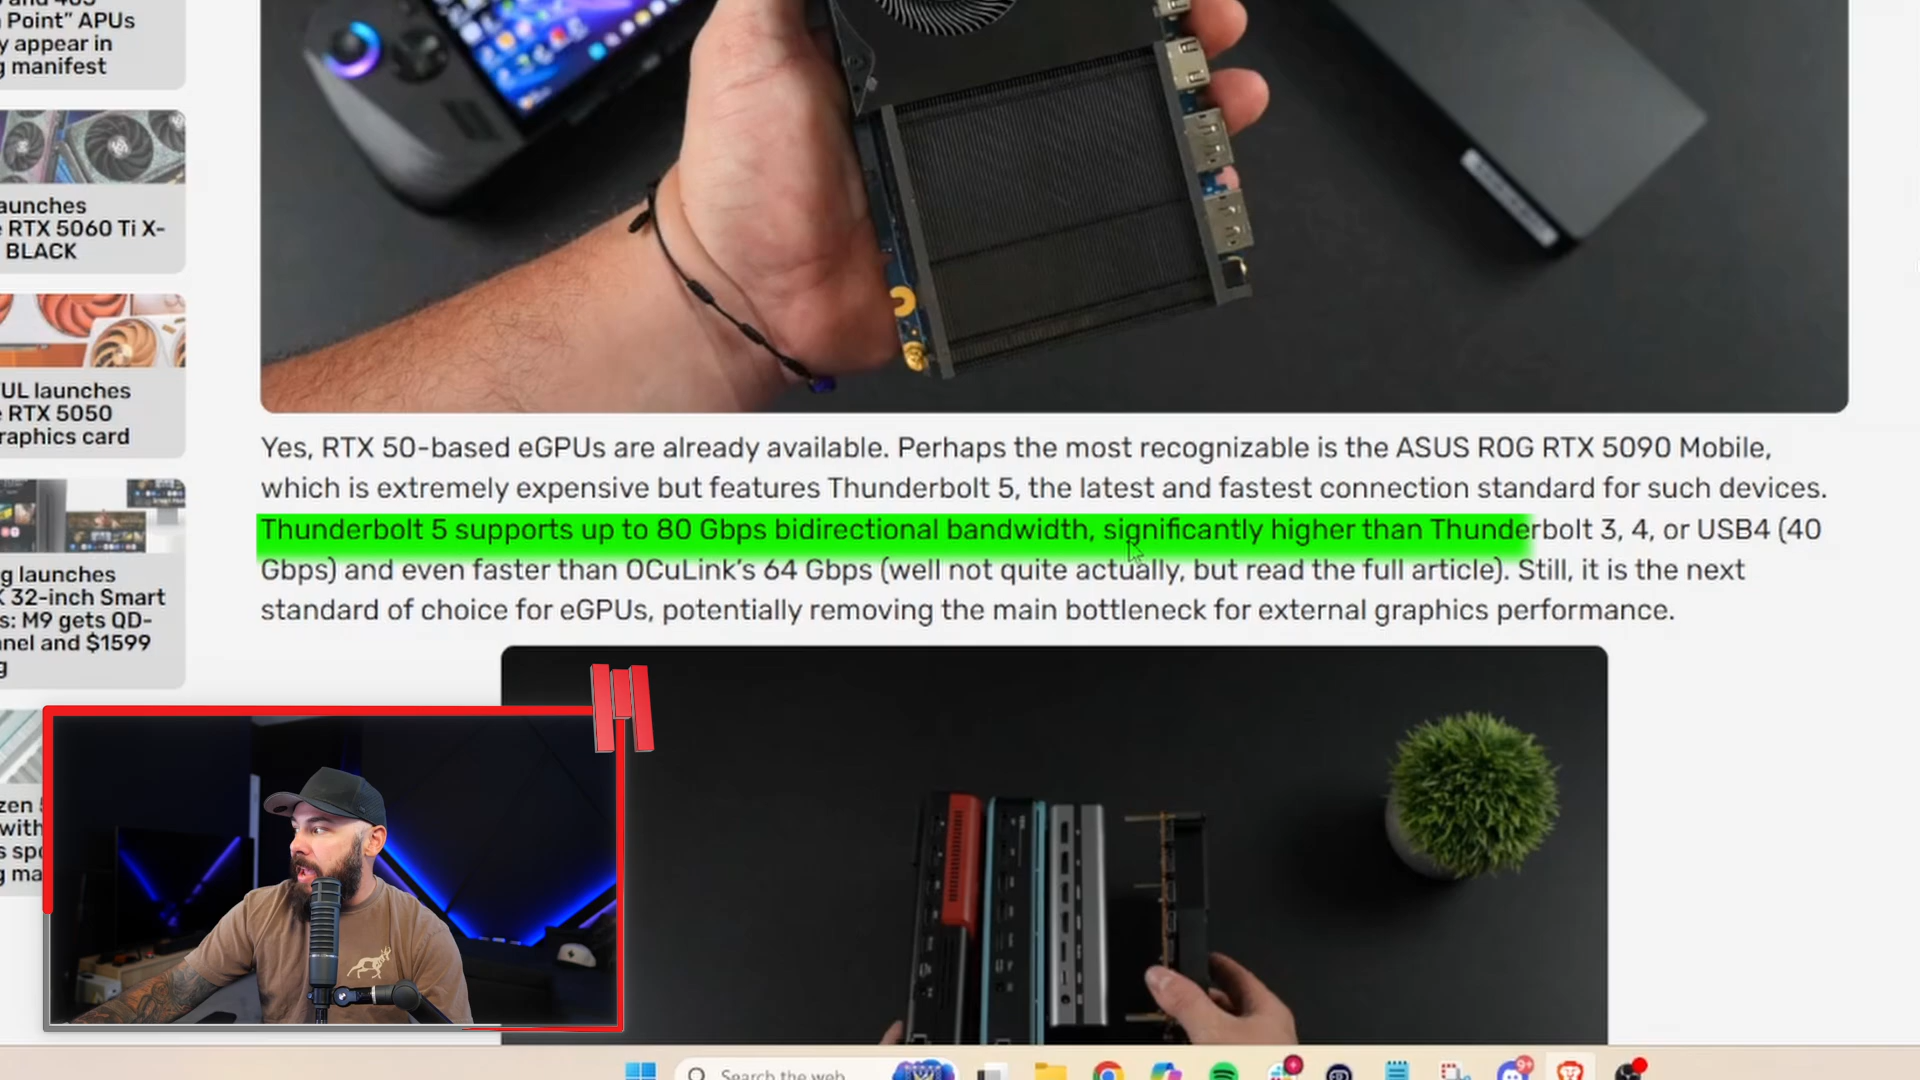 Point" APUs
y appear in
g manifest
aunches
RTX 5060 Ti X-
BLACK
UL launches
RTX 5050
raphics card
g launches
32-inch Smart
s: M9 gets QD-
nel and $1599
g
zen
with
s spe
g ma
Yes, RTX 50-based eGPUs are already available. Perhaps the most recognizable is the ASUS ROG RTX 5090 Mobile,
which is extremely expensive but features Thunderbolt 5, the latest and fastest connection standard for such devices.
Thunderbolt 5 supports up to 80 Gbps bidirectional bandwidth, significantly higher than Thunderbolt 3, 4, or USB4 (40
Gbps) and even faster than OCuLink's 64 Gbps (well not quite actually, but read the full article). Still, it is the next
standard of choice for eGPUs, potentially removing the main bottleneck for external graphics performance.
Search the web
9+